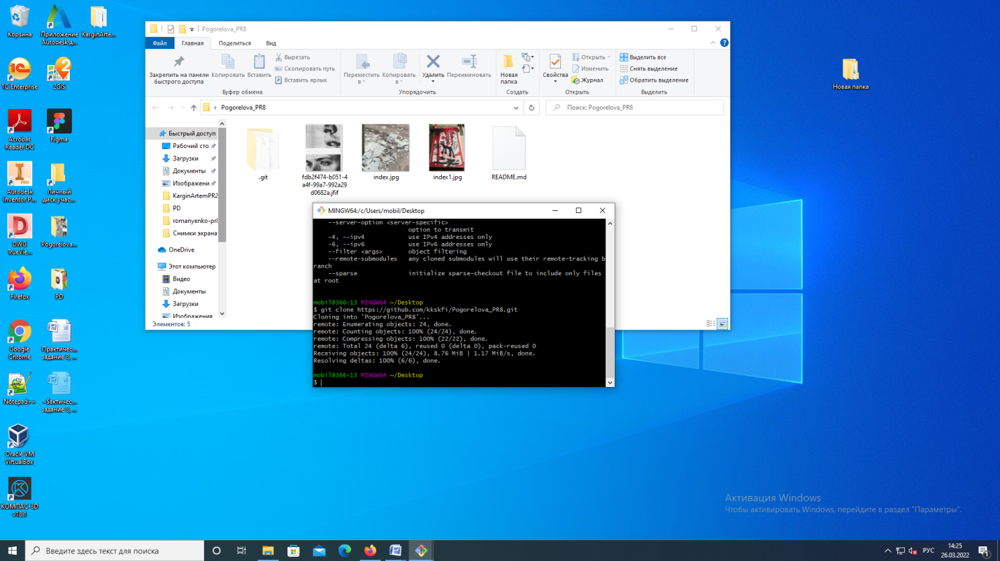 Корзина
Приложение
Autodesk д...
KarginArte...
1C Enterprise
2GIS
Acrobat
Reader DC
Figma
Autodesk
Inventor P...
Личный
диск учас...
DWG
TrueVie...
Pogorelova...
Firefox
PD
Google
Chrome
Практичес...
задание 8, ...
Notepad++
~$актичес...
задание 8, ...
Oracle VM
VirtualBox
КОМПАС-3D
v18.1
Новая папка
Pogorelova_PR8
Файл
Главная
Поделиться
Вид
Закрепить на панели
быстрого доступа
Копировать
Вставить
Вырезать
Скопировать путь
Вставить ярлык
Буфер обмена
Переместить
в
Копировать
в
Удалить
Переименовать
Упорядочить
Новая
папка
Создать
Свойства
Открыть
Изменить
Журнал
Открыть
Выделить все
Снять выделение
Обратить выделение
Выделить
Pogorelova_PR8
Поиск: Pogorelova_PR8
Быстрый доступ
Рабочий сто.
Загрузки
Документы
Изображени
KarginArtemPR2
PD
romanyenko-pr8
Снимки экрана
OneDrive
Этот компьютер
Видео
Документы
Загрузки
Изображения
Элементов: 5
.git
fdb2f474-b051-4
a4f-99a7-992a29
d0682a.jfif
index.jpg
index1.jpg
README.md
MINGW64:/c/Users/mobil/Desktop
--server-option <server-specific>
option to transmit
-4, --ipv4 use IPv4 addresses only
-6, --ipv6 use IPv6 addresses only
--filter <args> object filtering
--remote-submodules any cloned submodules will use their remote-tracking b
ranch
--sparse initialize sparse-checkout file to include only files
at root
mobil@366-13 MINGW64 ~/Desktop
$ git clone https://github.com/kkskfi/Pogorelova_PR8.git
Cloning into 'Pogorelova_PR8'...
remote: Enumerating objects: 24, done.
remote: Counting objects: 100% (24/24), done.
remote: Compressing objects: 100% (22/22), done.
remote: Total 24 (delta 6), reused 0 (delta 0), pack-reused 0
Receiving objects: 100% (24/24), 8.76 MiB | 1.17 MiB/s, done.
Resolving deltas: 100% (6/6), done.
mobil@366-13 MINGW64 ~/Desktop
$
Активация Windows
Чтобы активировать Windows, перейдите в раздел "Параметры".
Введите здесь текст для поиска
РУС
14:25
26.03.2022
1